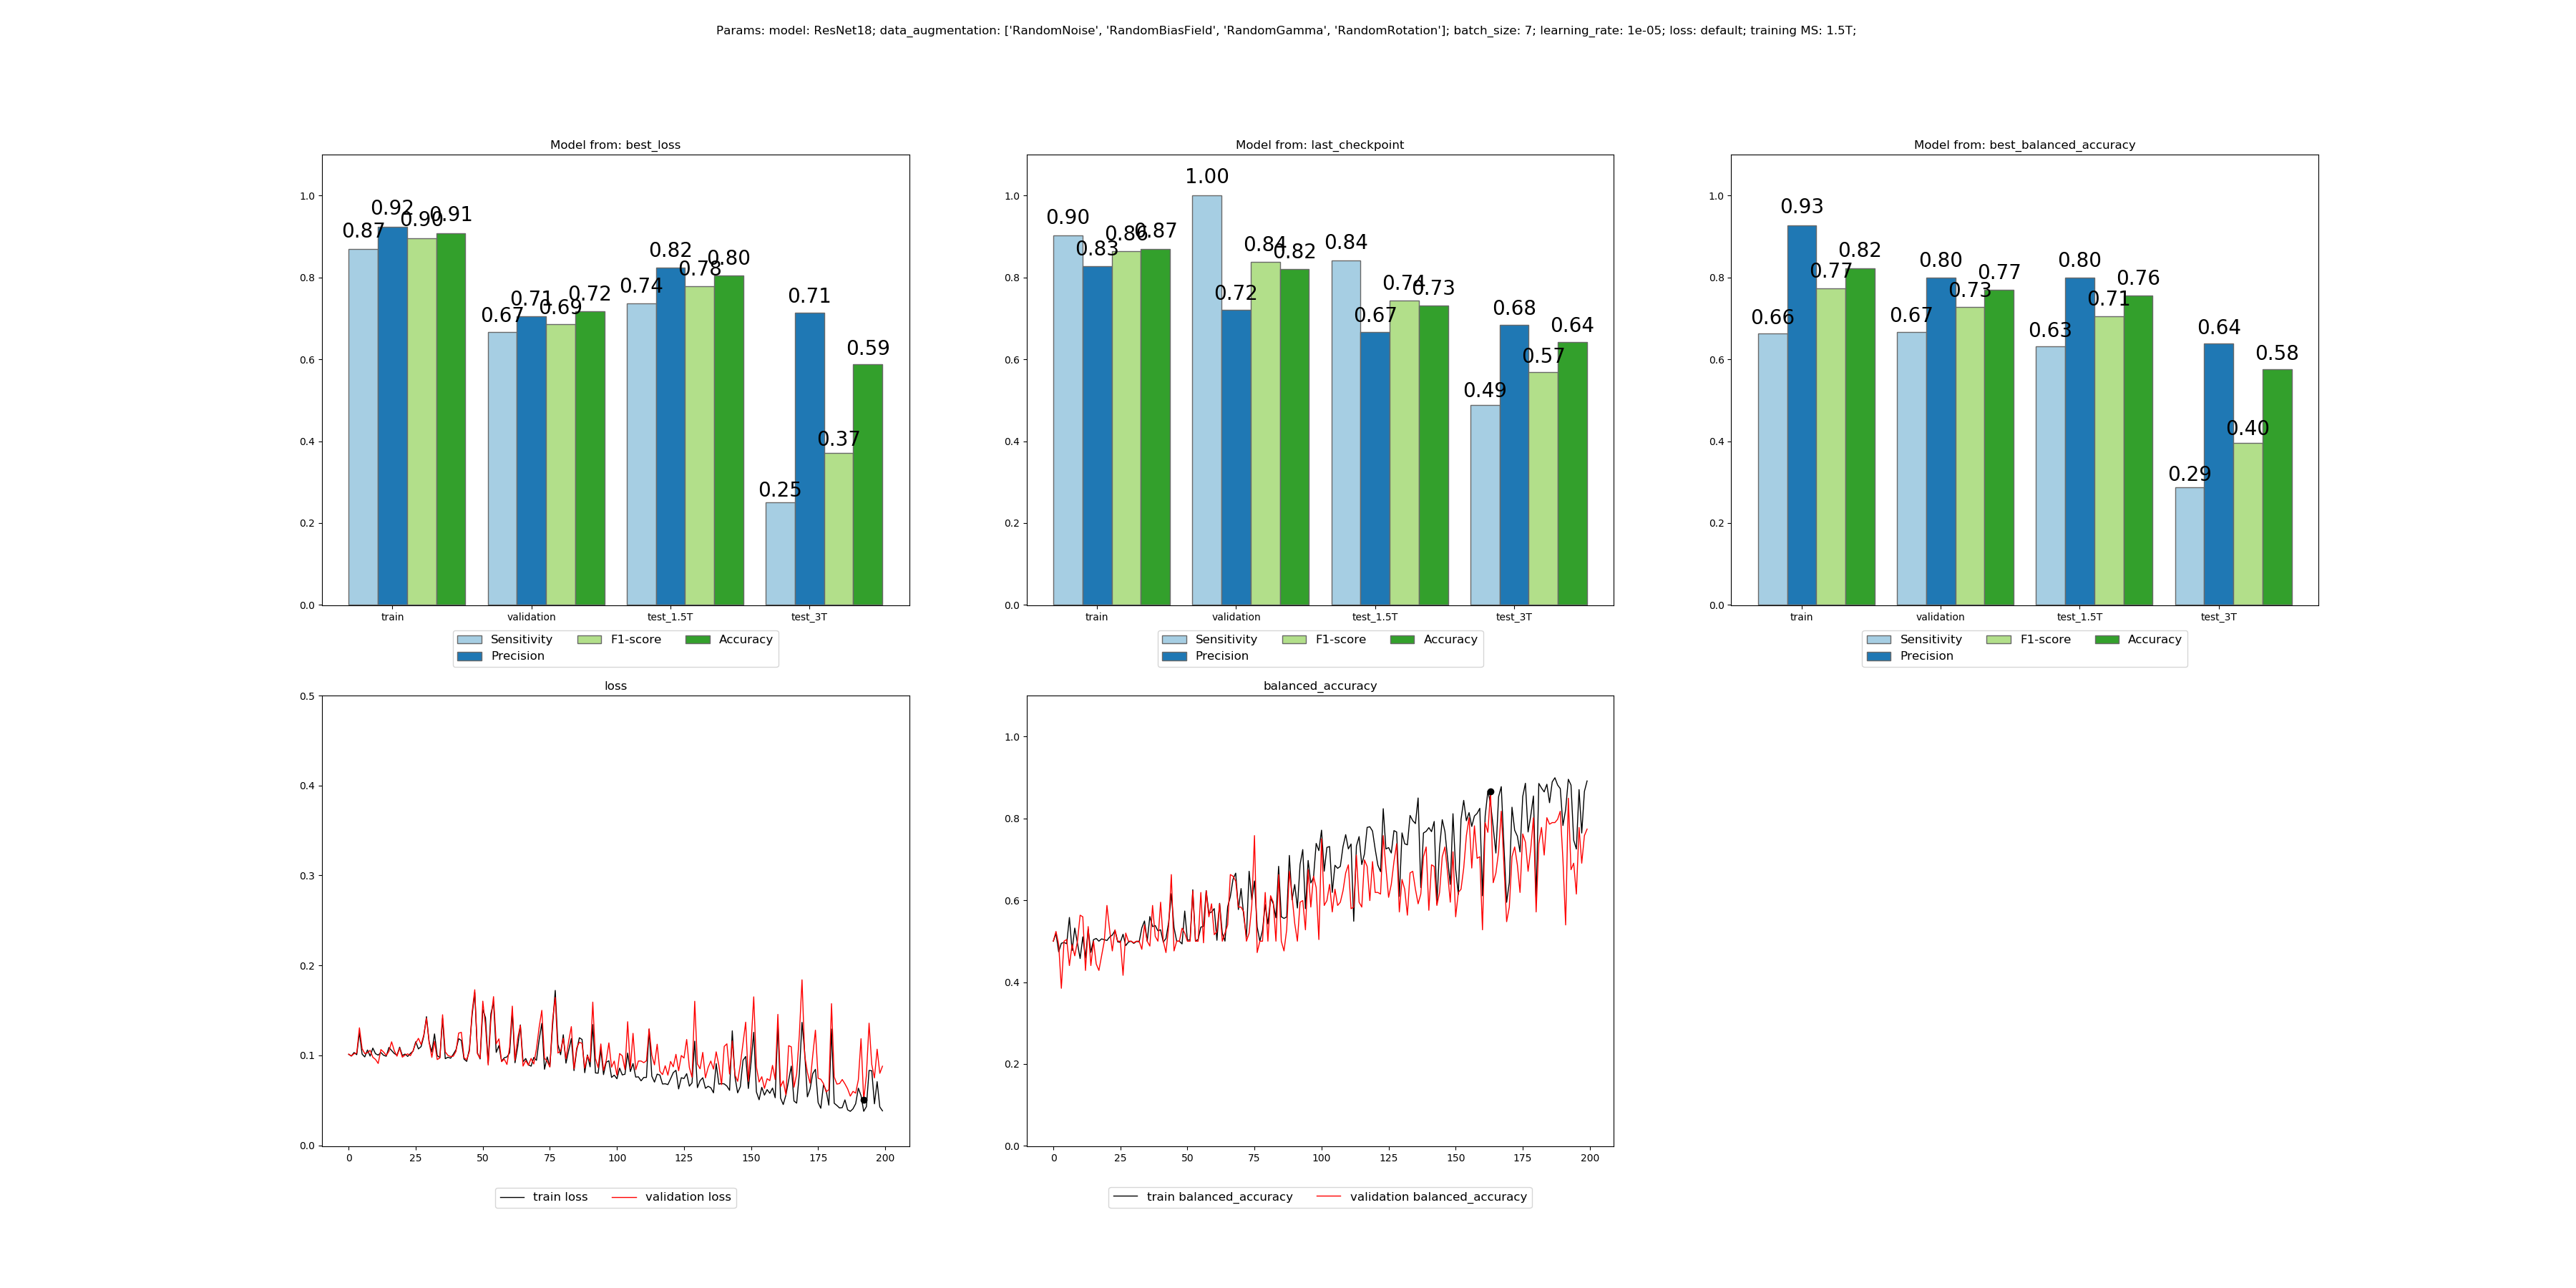 Params: model: ResNet18; data_augmentation: ['RandomNoise', 'RandomBiasField', 'RandomGamma', 'RandomRotation']; batch_size: 7; learning_rate: 1e-05; loss: default; training MS: 1.5T;
Model from: best_loss
1.0
0.8
0.6
0.4
0.2
0.0
0.87 0.92 0.90 0.91
0.67 0.71 0.69 0.72
0.74 0.82 0.78 0.80
0.25 0.71 0.37 0.59
train validation test_1.5T test_3T
Sensitivity F1-score Accuracy
Precision
Model from: last_checkpoint
1.0
0.8
0.6
0.4
0.2
0.0
0.90 0.83 0.86 0.87
1.00 0.72 0.84 0.82
0.84 0.67 0.74 0.73
0.49 0.68 0.57 0.64
train validation test_1.5T test_3T
Sensitivity F1-score Accuracy
Precision
Model from: best_balanced_accuracy
1.0
0.8
0.6
0.4
0.2
0.0
0.66 0.93 0.77 0.82
0.67 0.80 0.73 0.77
0.63 0.80 0.71 0.76
0.29 0.64 0.40 0.58
train validation test_1.5T test_3T
Sensitivity F1-score Accuracy
Precision
loss
0.5
0.4
0.3
0.2
0.1
0.0
0 25 50 75 100 125 150 175 200
train loss validation loss
balanced_accuracy
1.0
0.8
0.6
0.4
0.2
0.0
0 25 50 75 100 125 150 175 200
train balanced_accuracy validation balanced_accuracy